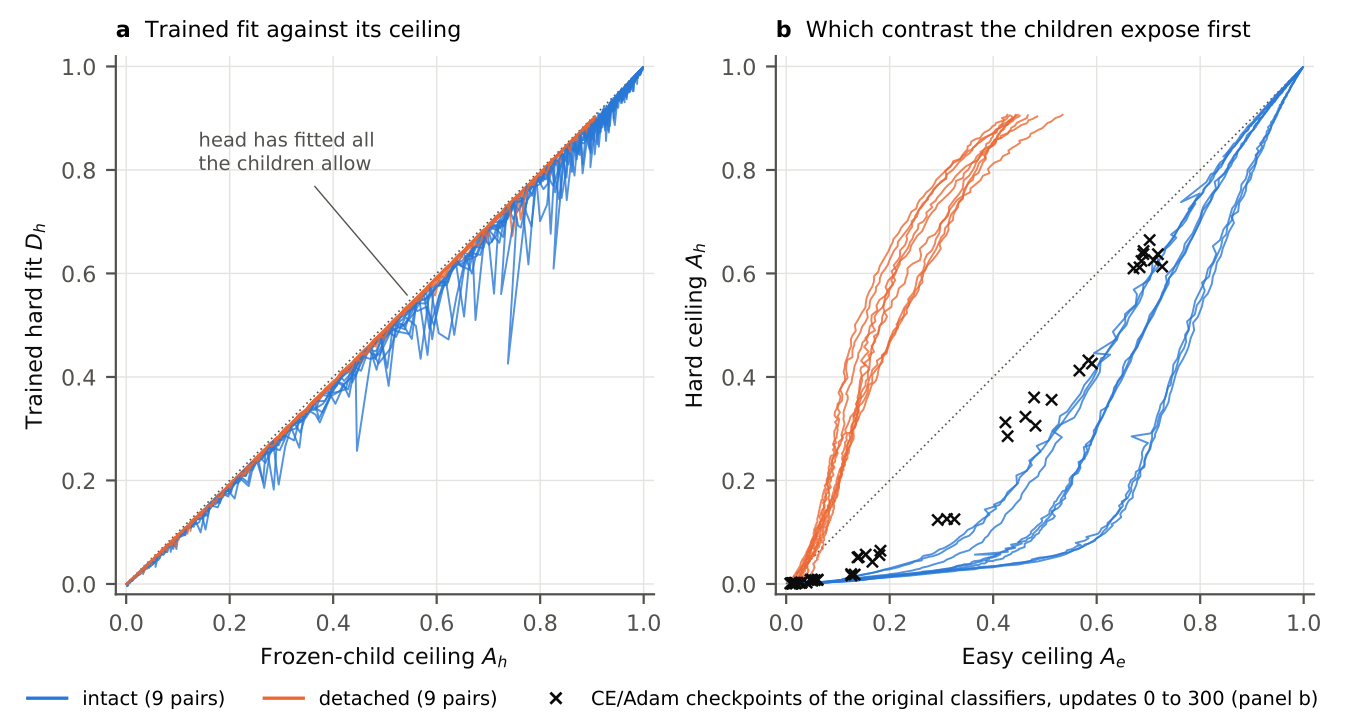 a Trained fit against its ceiling
1.0
0.8
0.6
0.4
0.2
0.0
Trained hard fit Dh
head has fitted all
the children allow
0.0 0.2 0.4 0.6 0.8 1.0
Frozen-child ceiling Ah
b Which contrast the children expose first
1.0
0.8
0.6
0.4
0.2
0.0
Hard ceiling Ah
0.0 0.2 0.4 0.6 0.8 1.0
Easy ceiling Ae
intact (9 pairs) detached (9 pairs) CE/Adam checkpoints of the original classifiers, updates 0 to 300 (panel b)